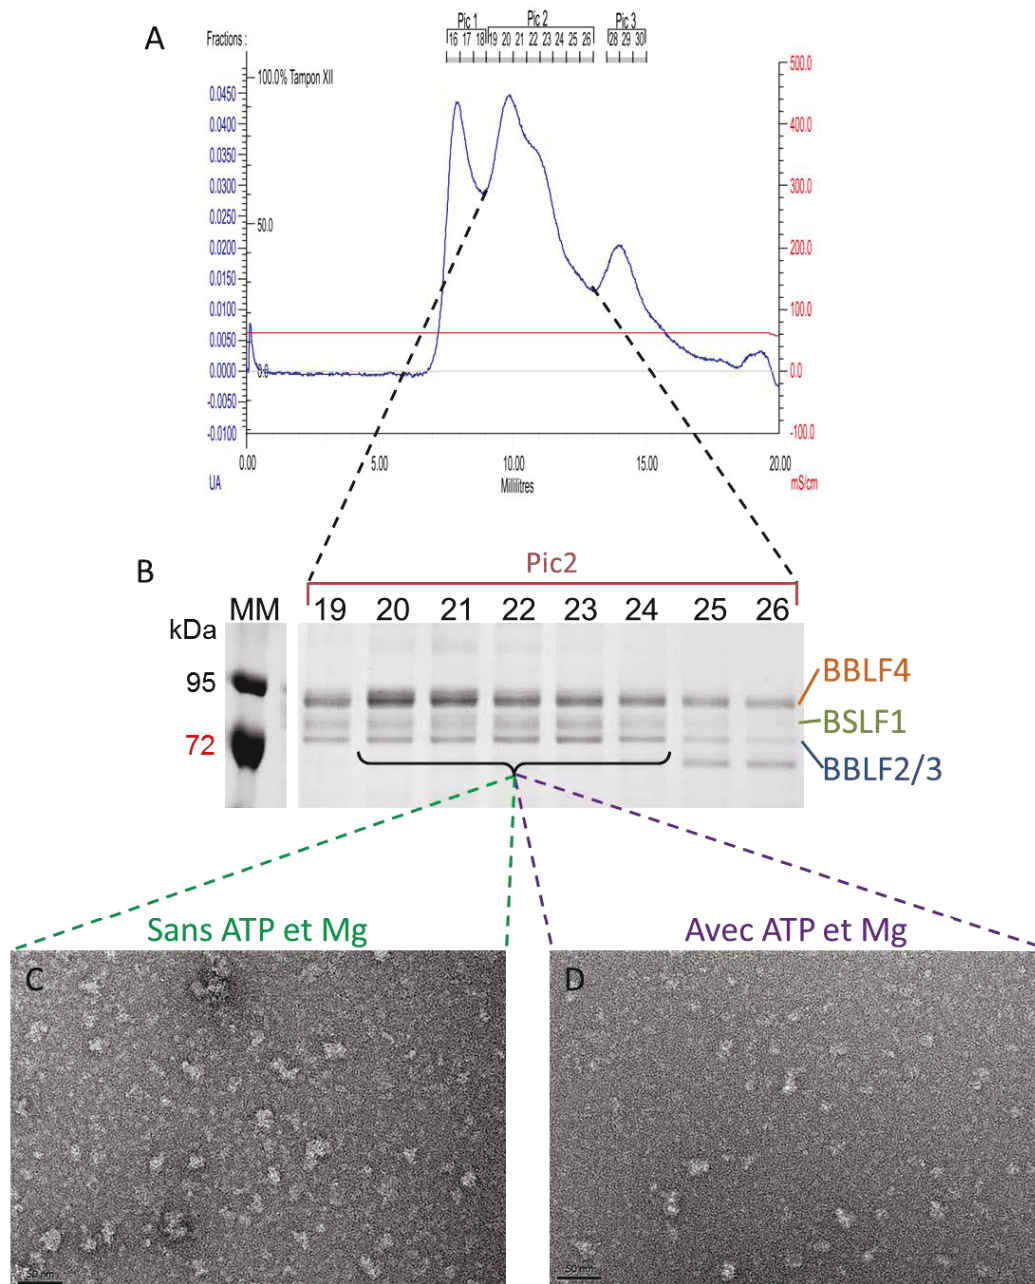 A
Fractions :
Pic 1
Pic 2
Pic 3
16 17 18 19 20 21 22 23 24 25 26 28 29 30
100.0% Tampon XII
50.0
0.0
0.0450
0.0400
0.0350
0.0300
0.0250
0.0200
0.0150
0.0100
0.0050
0.0000
-0.0050
-0.0100
UA
500.0
400.0
300.0
200.0
100.0
0.0
-100.0
mS/cm
0.00 5.00 10.00 15.00 20.00
Millilitres
B
Pic2
MM 19 20 21 22 23 24 25 26
kDa
95
72
BBLF4
BSLF1
BBLF2/3
Sans ATP et Mg
Avec ATP et Mg
C
D
50 nm
50 nm